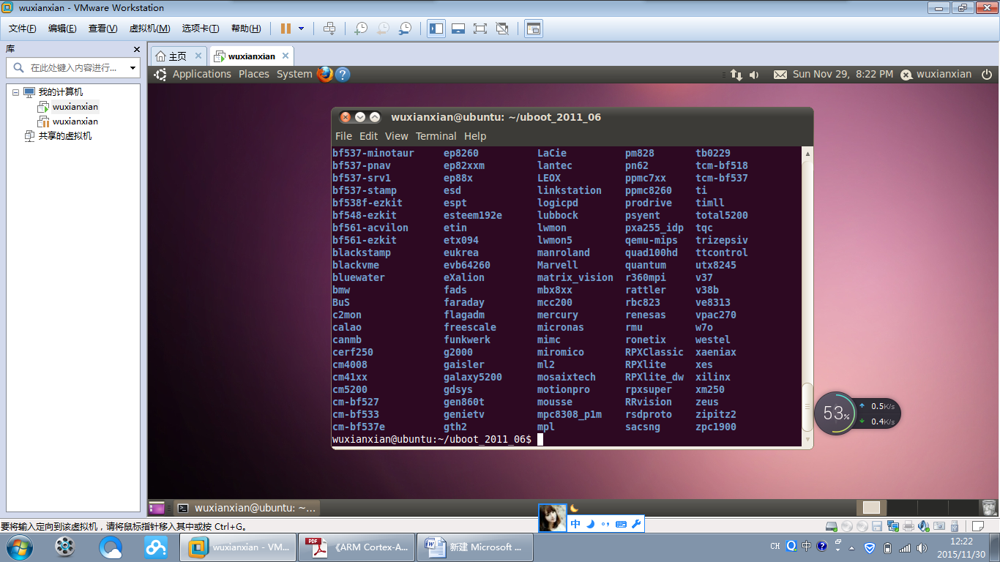 wuxianxian - VMware Workstation
文件(F) 编辑(E) 查看(V) 虚拟机(M) 选项卡(T) 帮助(H)
库
在此处键入内容进行...
我的计算机
wuxianxian
wuxianxian
共享的虚拟机
主页 wuxianxian
Applications Places System Sun Nov 29, 8:22 PM wuxianxian
wuxianxian@ubuntu: ~/uboot_2011_06
File Edit View Terminal Help
bf537-minotaur ep8260 LaCie pm828 tb0229
bf537-pnav ep82xxm lantec pn62 tcm-bf518
bf537-srv1 ep88x LEOX ppmc7xx tcm-bf537
bf537-stamp esd linkstation ppmc8260 ti
bf538f-ezkit espt logicpd prodrive timll
bf548-ezkit esteem192e lubbock psyent total5200
bf561-acvilon etin lwmon pxa255_idp tqc
bf561-ezkit etx094 lwmon5 qemu-mips trizepsiv
blackstamp eukrea manroland quad100hd ttcontrol
blackvme evb64260 Marvell quantum utx8245
bluewater eXalion matrix_vision r360mpi v37
bmw fads mbx8xx rattler v38b
BuS faraday mcc200 rbc823 ve8313
c2mon flagadm mercury renesas vpac270
calao freescale micronas rmu w7o
canmb funkwerk mimc ronetix westel
cerf250 g2000 miromico RPXClassic xaeniax
cm4008 gaisler ml2 RPXlite xes
cm41xx galaxy5200 mosaixtech RPXlite_dw xilinx
cm5200 gdsys motionpro rpxsuper xm250
cm-bf527 gen860t mousse RRvision zeus
cm-bf533 genietv mpc8308_p1m rsdproto zipitz2
cm-bf537e gth2 mpl sacsng zpc1900
wuxianxian@ubuntu:~/uboot_2011_06$
53%
0.5K/s
0.4K/s
wuxianxian@ubuntu: ~...
要将输入定向到该虚拟机，请将鼠标指针移入其中或按 Ctrl+G。
中
wuxianxian - VM... 《ARM Cortex-A... 新建 Microsoft ...
CH 中
12:22
2015/11/30